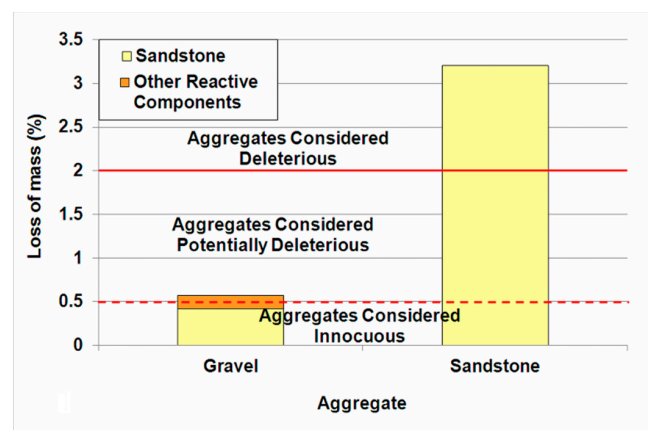 3.5
3
2.5
2
1.5
1
0.5
0
Loss of mass (%)
Sandstone
Other Reactive
Components
Aggregates Considered
Deleterious
Aggregates Considered
Potentially Deleterious
Aggregates Considered
Innocuous
Gravel
Sandstone
Aggregate